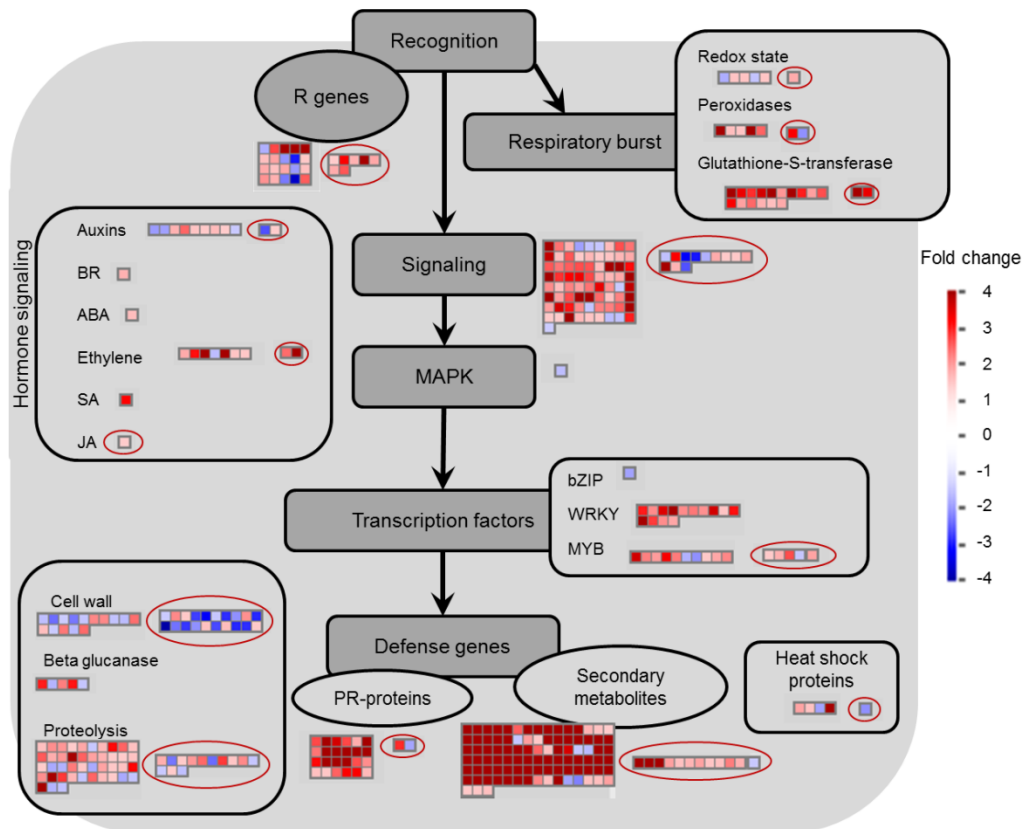 Recognition
R genes
Respiratory burst
Redox state
Peroxidases
Glutathione-S-transferase
Hormone signaling
Auxins
BR
ABA
Ethylene
SA
JA
Signaling
MAPK
Fold change
4
3
2
1
0
-1
-2
-3
-4
Transcription factors
bZIP
WRKY
MYB
Cell wall
Beta glucanase
Proteolysis
Defense genes
PR-proteins
Secondary
metabolites
Heat shock
proteins